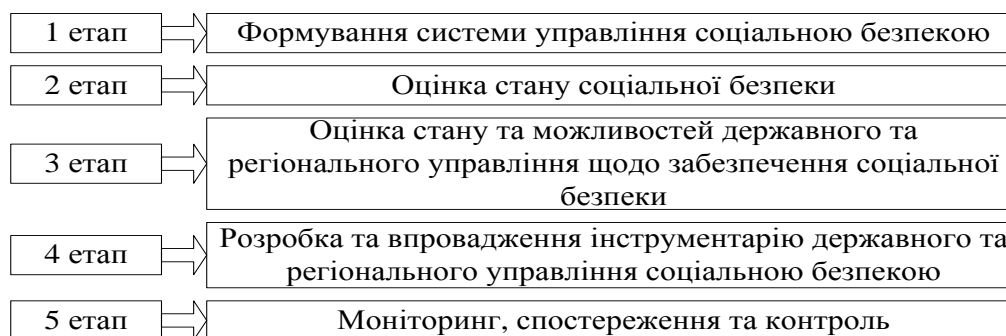 1 етап
Формування системи управління соціальною безпекою
2 етап
Оцінка стану соціальної безпеки
3 етап
Оцінка стану та можливостей державного та
регіонального управління щодо забезпечення соціальної
безпеки
4 етап
Розробка та впровадження інструментарію державного та
регіонального управління соціальною безпекою
5 етап
Моніторинг, спостереження та контроль